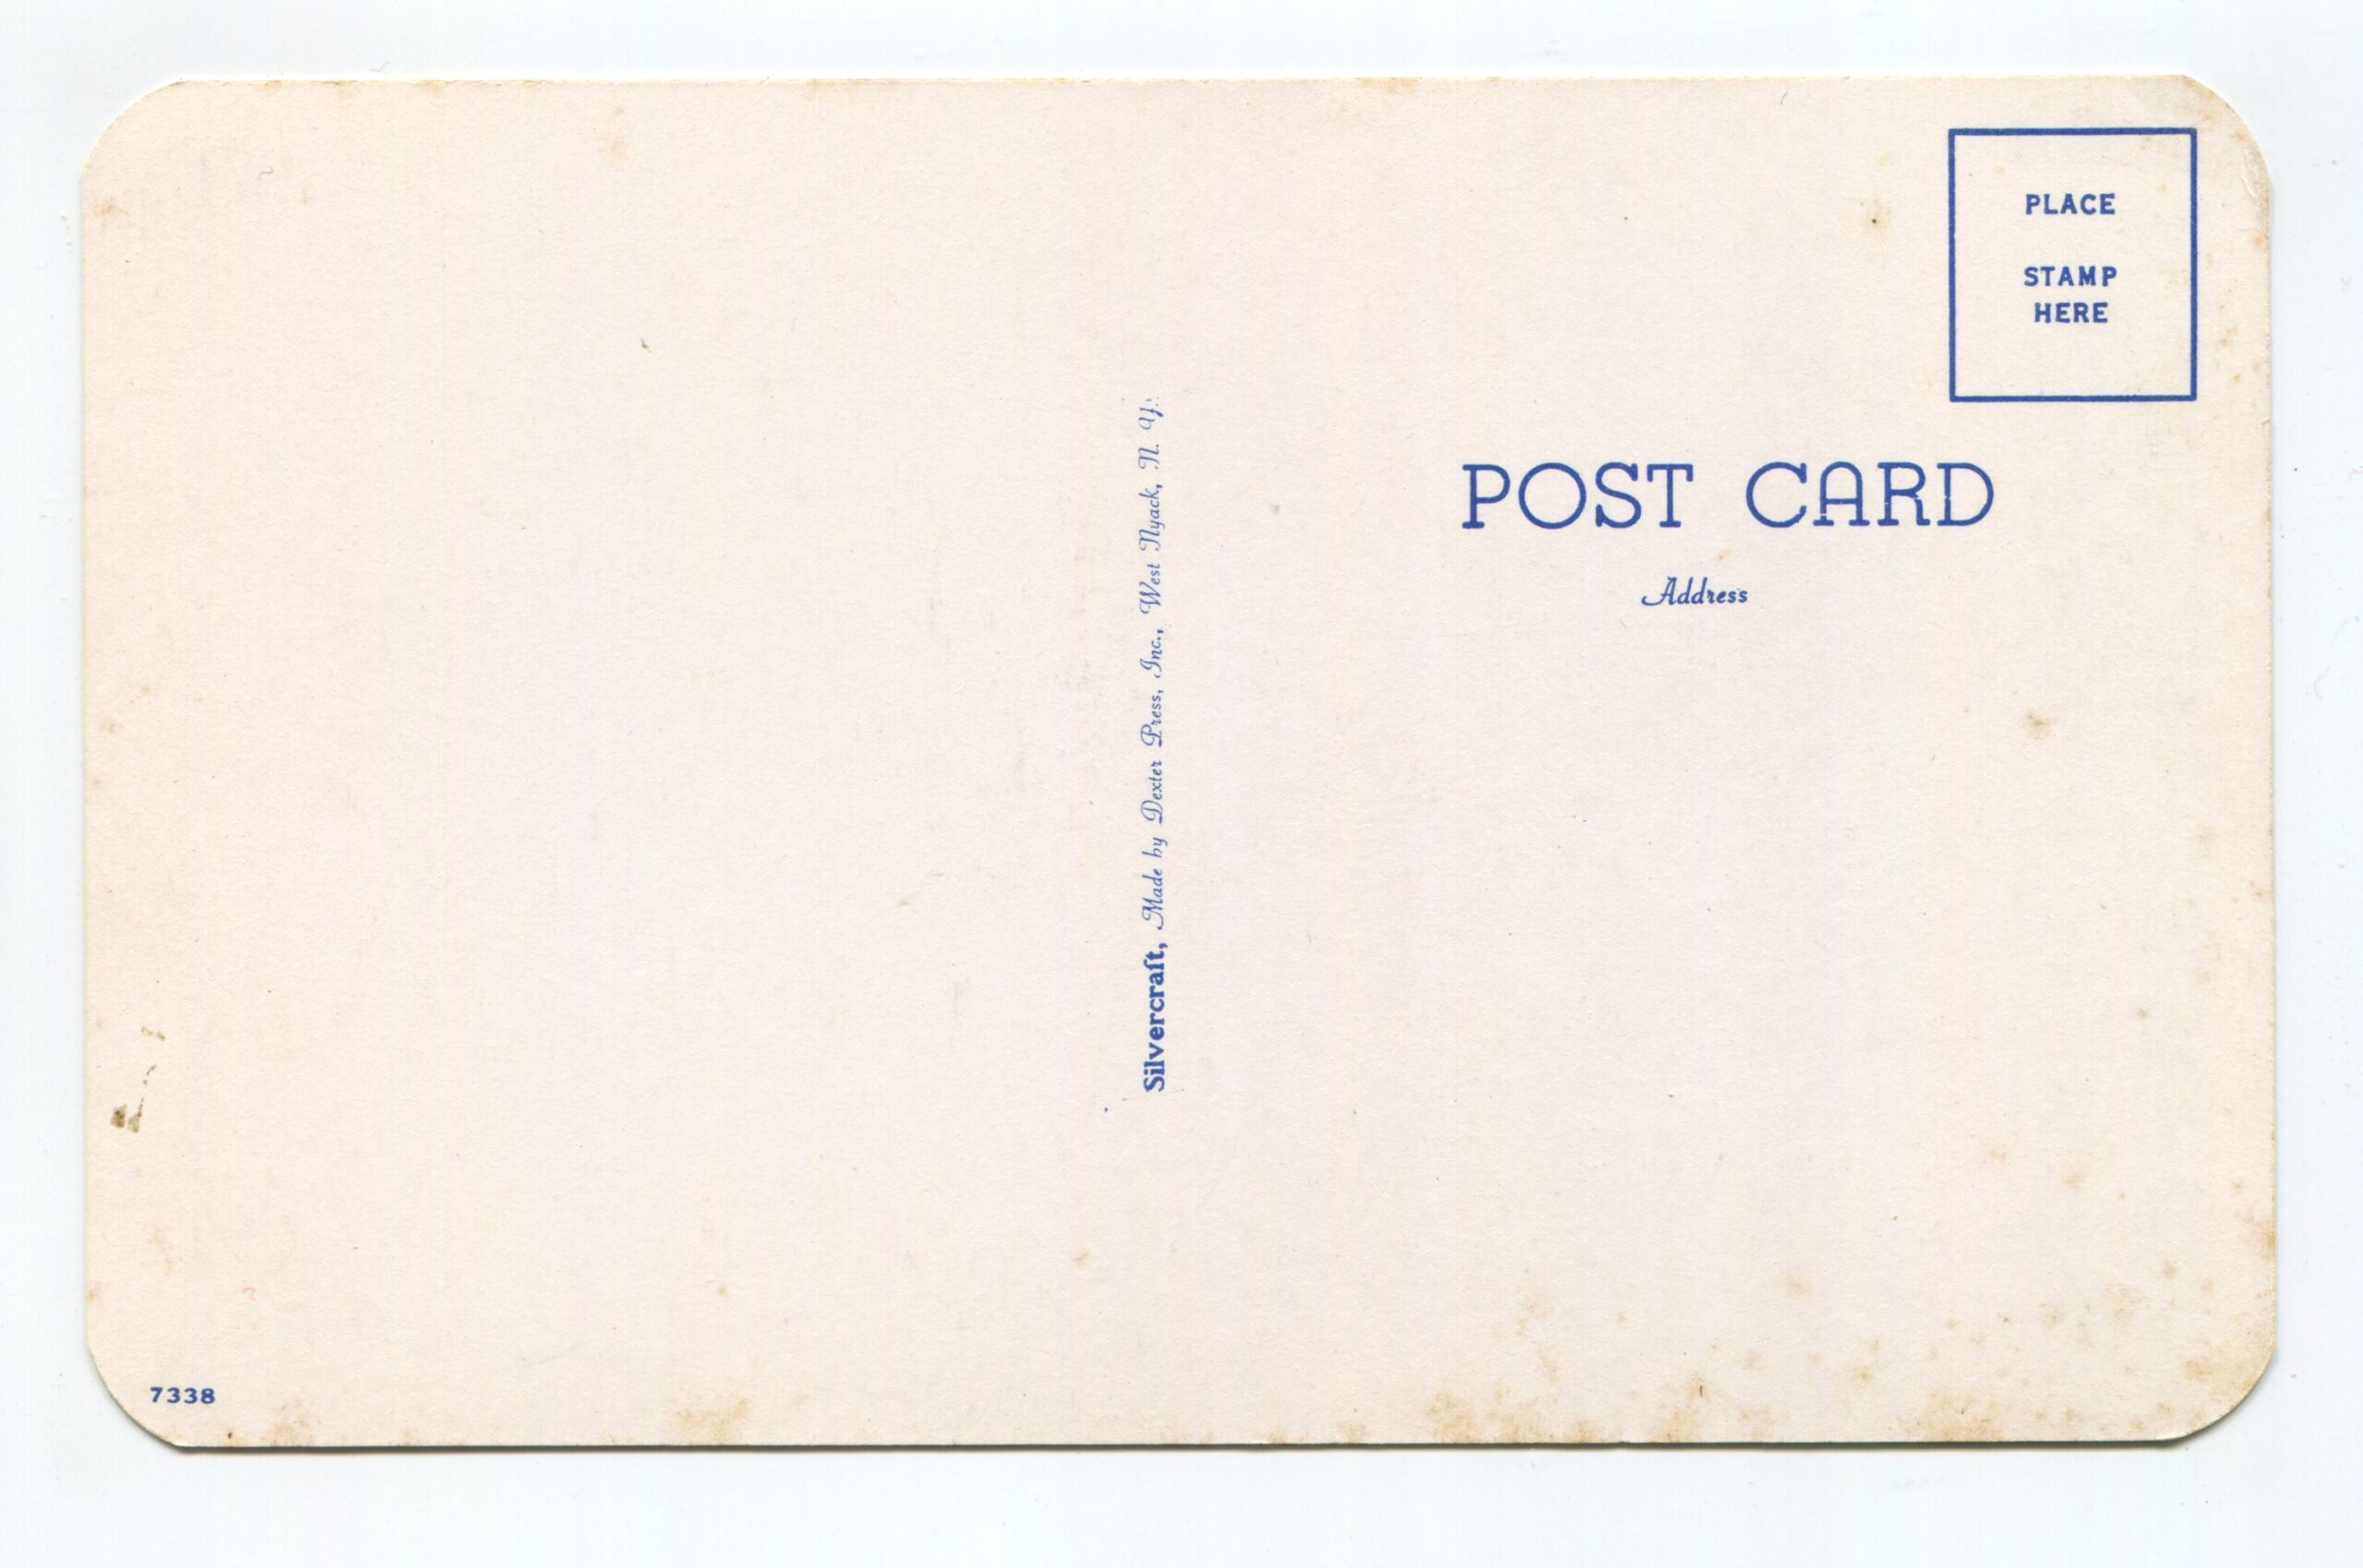 PLACE
STAMP
HERE
POST CARD
Address
Silvercraft, Made by Dexter Press, Inc., West Nyack, N. Y.
7338